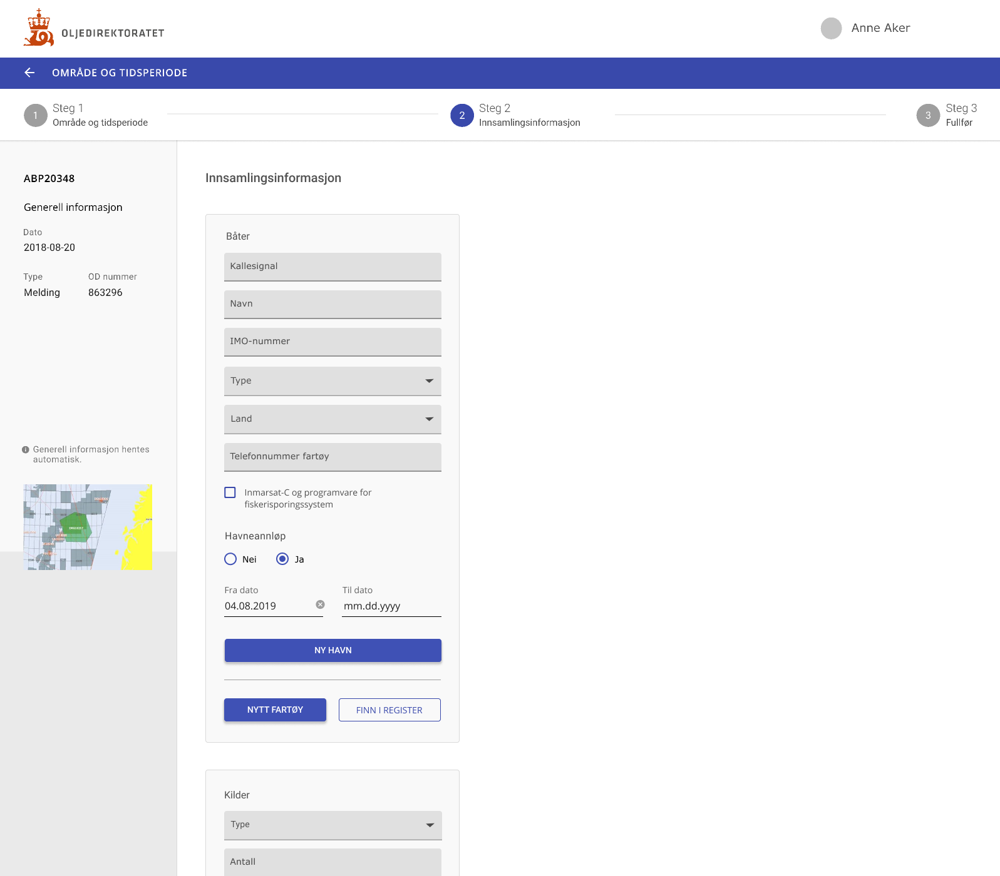 OLJEDIREKTORATET
Anne Aker
OMRÅDE OG TIDSPERIODE
1
Steg 1
Område og tidsperiode
2
Steg 2
Innsamlingsinformasjon
3
Steg 3
Fullfør
ABP20348
Generell informasjon
Dato
2018-08-20
Type
OD nummer
Melding
863296
Generell informasjon hentes
automatisk.
Innsamlingsinformasjon
Båter
Kallesignal
Navn
IMO-nummer
Type
Land
Telefonnummer fartøy
Inmarsat-C og programvare for
fiskerisporingssystem
Havneannløp
Nei
Ja
Fra dato
Til dato
04.08.2019
mm.dd.yyyy
NY HAVN
NYTT FARTØY
FINN I REGISTER
Kilder
Type
Antall